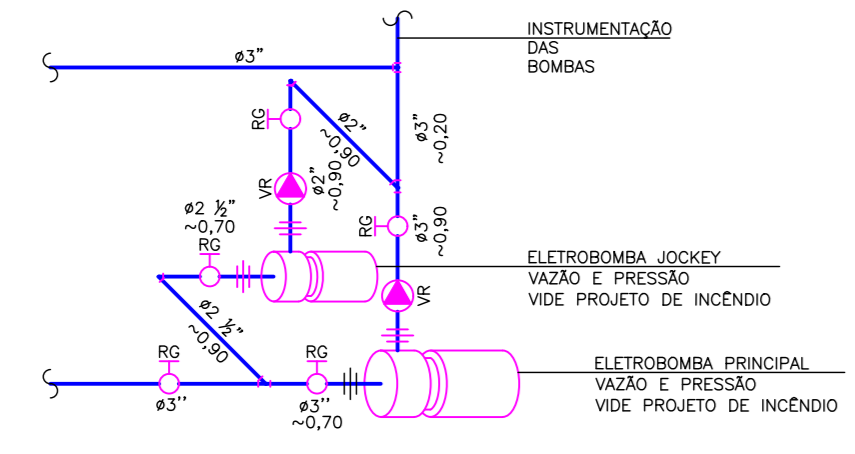 INSTRUMENTAÇÃO
DAS
BOMBAS
ø3"
RG
ø2"
~0,90
ø3"
~0,20
VR
ø2"
~0,90
ø2 ½"
~0,70
RG
RG
ø3"
~0,90
ELETROBOMBA JOCKEY
VAZÃO E PRESSÃO
VIDE PROJETO DE INCÊNDIO
VR
ø2 ½"
~0,90
RG
ø3''
RG
ø3''
~0,70
ELETROBOMBA PRINCIPAL
VAZÃO E PRESSÃO
VIDE PROJETO DE INCÊNDIO